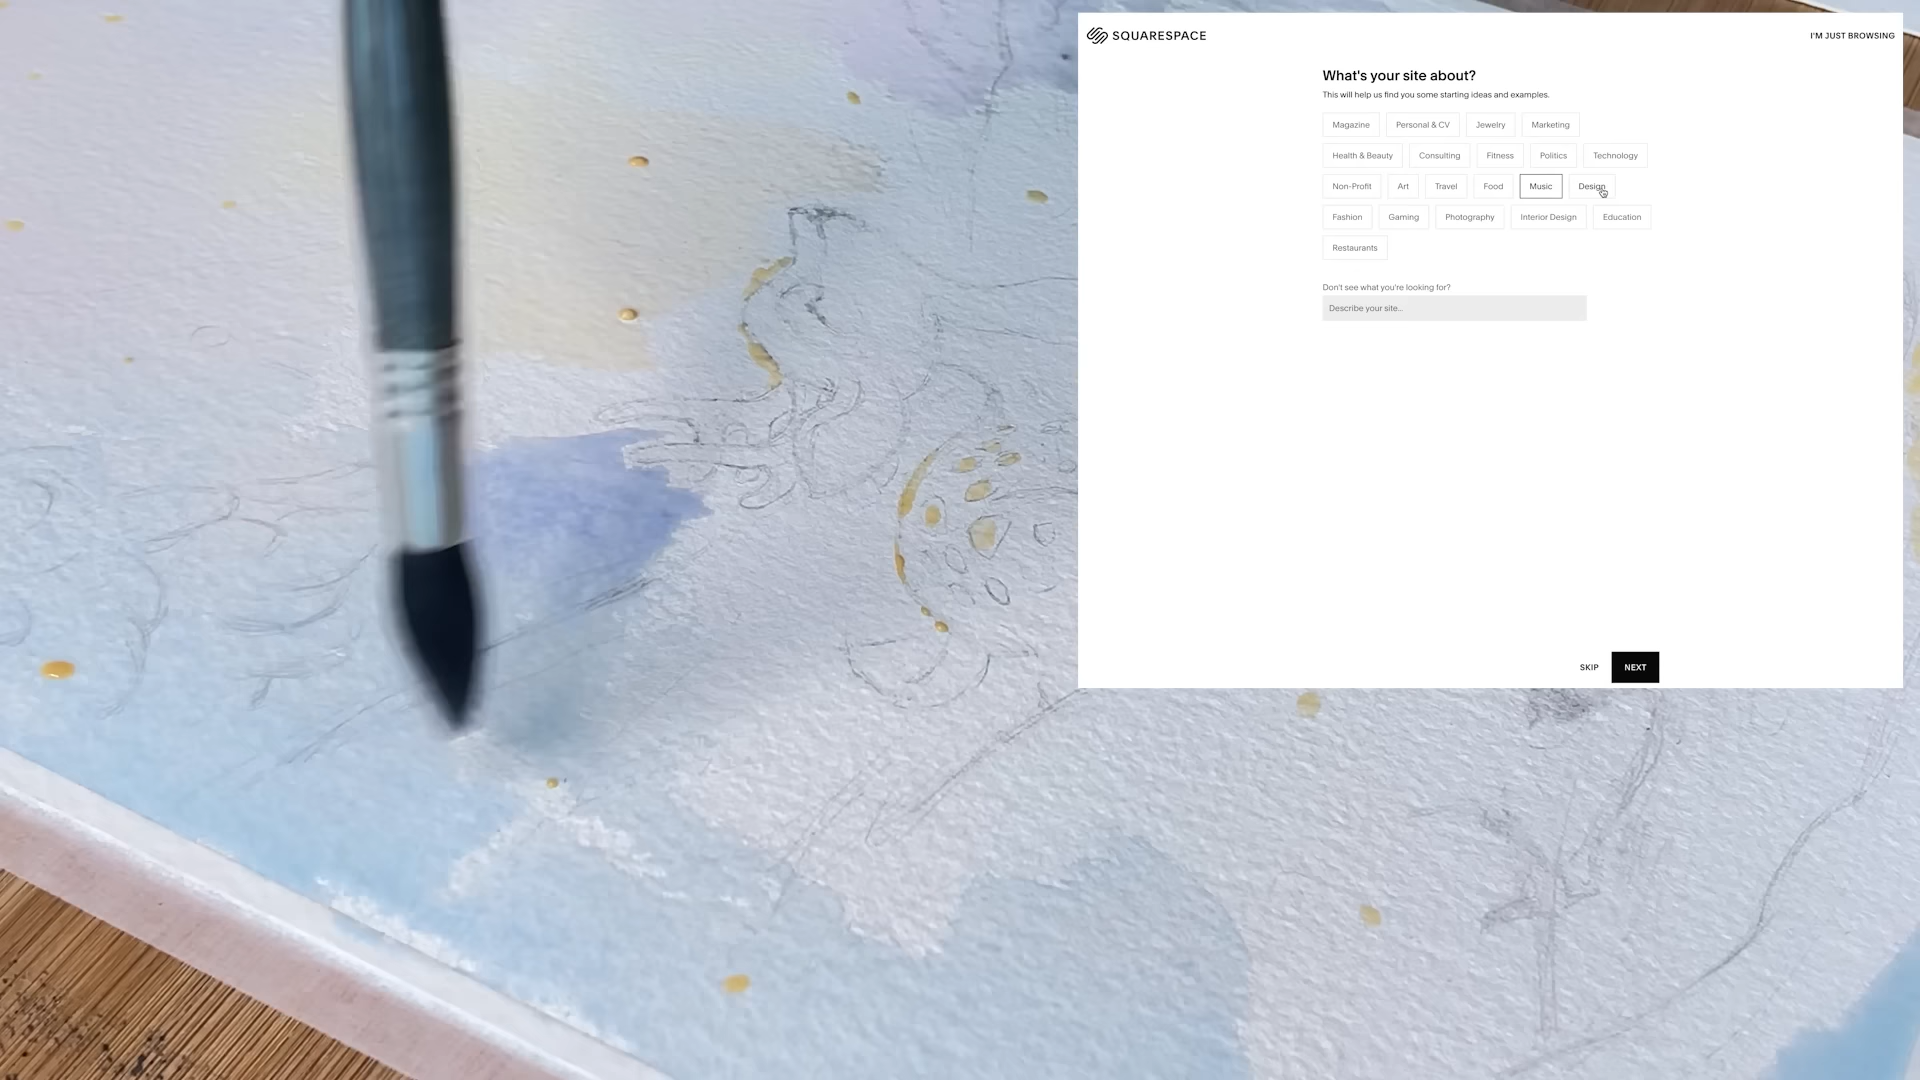 SQUARESPACE
I'M JUST BROWSING
What's your site about?
This will help us find you some starting ideas and examples.
Magazine Personal & CV Jewelry Marketing
Health & Beauty Consulting Fitness Politics Technology
Non-Profit Art Travel Food Music Design
Fashion Gaming Photography Interior Design Education
Restaurants
Don't see what you're looking for?
Describe your site...
SKIP NEXT